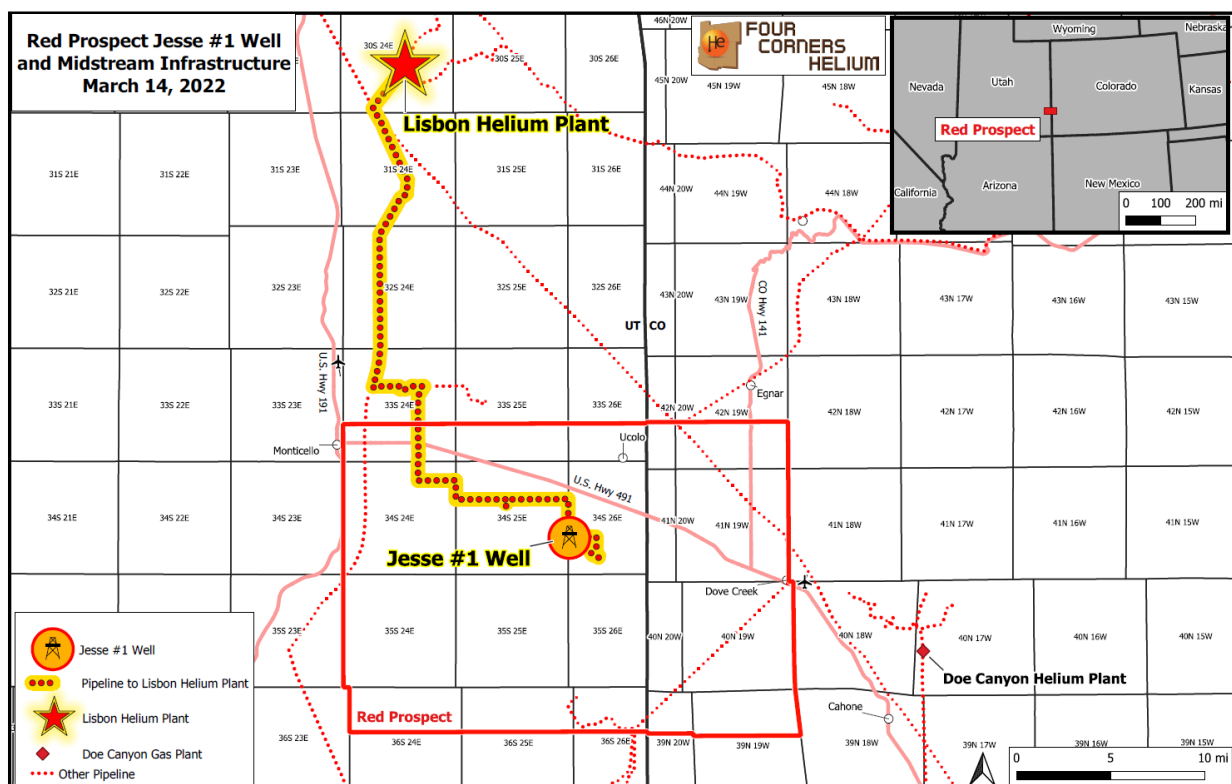 Red Prospect Jesse #1 Well
and Midstream Infrastructure
March 14, 2022
He
FOUR
CORNERS
HELIUM
Wyoming
Nebraska
Nevada
Utah
Colorado
Kansas
Red Prospect
California
Arizona
New Mexico
0 100 200 mi
30S 24E
30S 25E
30S 26E
46N 20W
45N 20W
45N 19W
45N 18W
Lisbon Helium Plant
31S 21E
31S 22E
31S 23E
31S 24E
31S 25E
31S 26E
44N 20W
44N 19W
44N 18W
32S 21E
32S 22E
32S 23E
32S 24E
32S 25E
32S 26E
43N 20W
43N 19W
43N 18W
43N 17W
43N 16W
43N 15W
UT CO
CO Hwy 141
U.S. Hwy 191
33S 21E
33S 22E
33S 23E
33S 24E
33S 25E
33S 26E
42N 20W
42N 19W
42N 18W
42N 17W
42N 16W
42N 15W
Egnar
Monticello
Ucolo
U.S. Hwy 491
34S 21E
34S 22E
34S 23E
34S 24E
34S 25E
34S 26E
41N 20W
41N 19W
41N 18W
41N 17W
41N 16W
41N 15W
Jesse #1 Well
Dove Creek
35S 23E
35S 24E
35S 25E
35S 26E
40N 20W
40N 19W
40N 18W
40N 17W
40N 16W
40N 15W
Doe Canyon Helium Plant
Cahone
Red Prospect
36S 23E
36S 24E
36S 25E
36S 26E
39N 20W
39N 19W
39N 18W
39N 17W
39N 16W
39N 15W
Jesse #1 Well
Pipeline to Lisbon Helium Plant
Lisbon Helium Plant
Doe Canyon Gas Plant
Other Pipeline
0 5 10 mi